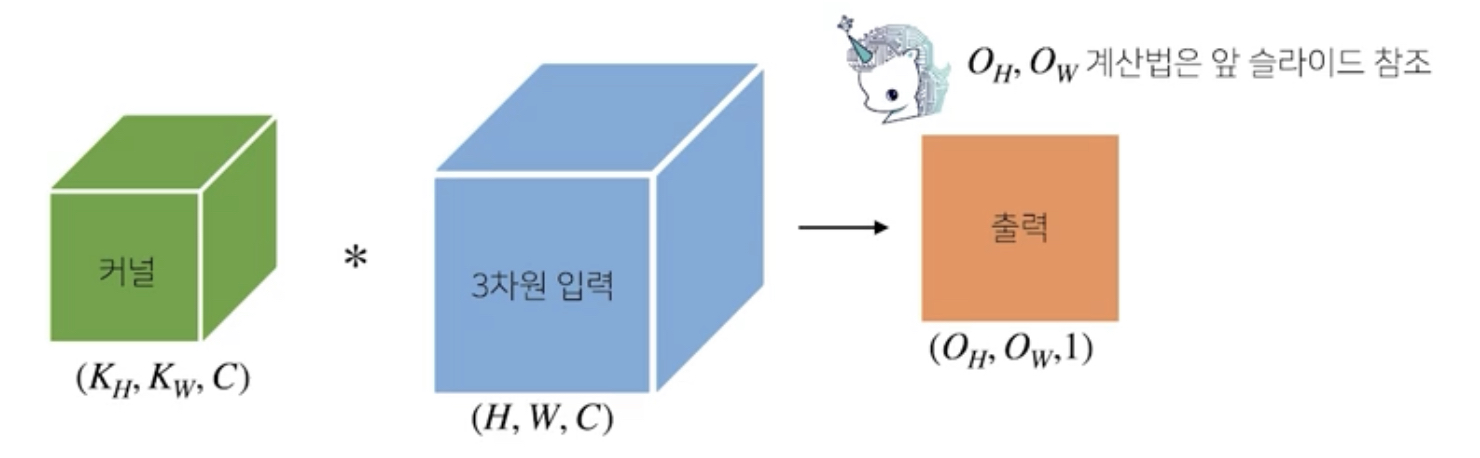 O_H, O_W 계산법은 앞 슬라이드 참조
커널
*
3차원 입력
출력
(K_H, K_W, C)
(H, W, C)
(O_H, O_W,1)